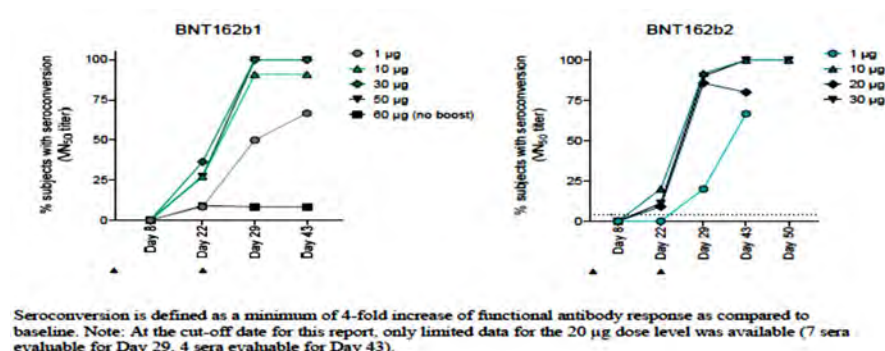 BNT162b1
BNT162b2
% subjects with seroconversion
(VN50 titer)
100
75
50
25
0
Day 8
Day 22
Day 29
Day 43
1 µg
10 µg
30 µg
50 µg
60 µg (no boost)
% subjects with seroconversion
(VN50 titer)
100
75
50
25
0
Day 8
Day 22
Day 29
Day 43
Day 50
1 µg
10 µg
20 µg
30 µg
Seroconversion is defined as a minimum of 4-fold increase of functional antibody response as compared to
baseline. Note: At the cut-off date for this report, only limited data for the 20 µg dose level was available (7 sera
evaluable for Day 29, 4 sera evaluable for Day 43).